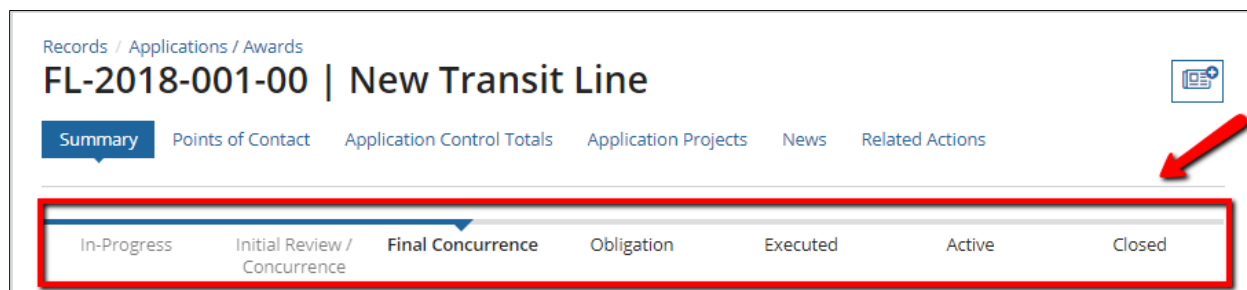 Records / Applications / Awards
FL-2018-001-00 | New Transit Line
Summary Points of Contact Application Control Totals Application Projects News Related Actions
In-Progress Initial Review / Final Concurrence Obligation Executed Active Closed
Concurrence